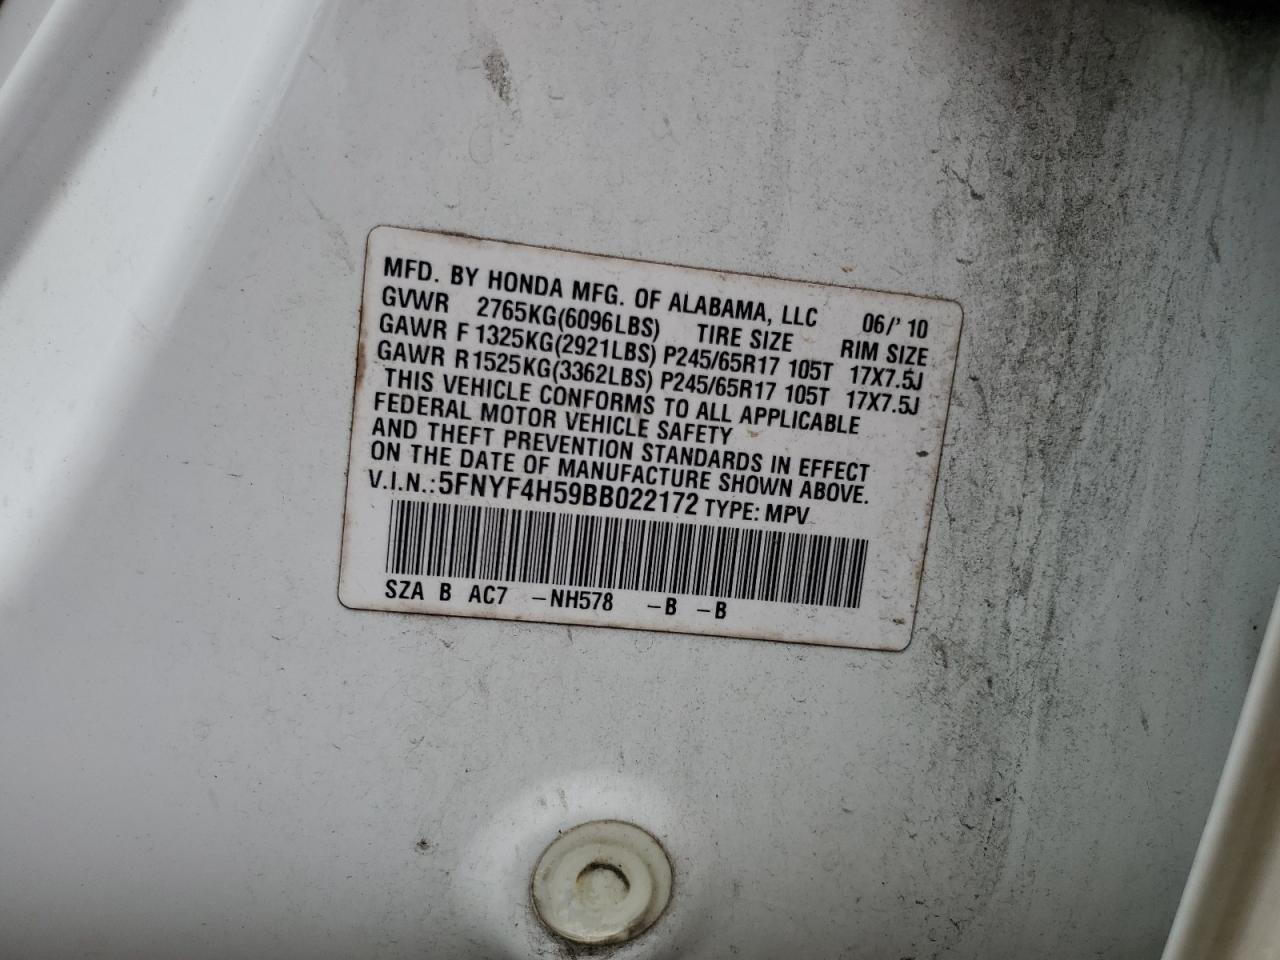 MFD. BY HONDA MFG. OF ALABAMA, LLC 06/'10
GVWR 2765KG(6096LBS) TIRE SIZE RIM SIZE
GAWR F 1325KG(2921LBS) P245/65R17 105T 17X7.5J
GAWR R1525KG(3362LBS) P245/65R17 105T 17X7.5J
THIS VEHICLE CONFORMS TO ALL APPLICABLE
FEDERAL MOTOR VEHICLE SAFETY
AND THEFT PREVENTION STANDARDS IN EFFECT
ON THE DATE OF MANUFACTURE SHOWN ABOVE.
V.I.N.:5FNYF4H59BB022172 TYPE: MPV
SZA B AC7 –NH578 –B –B